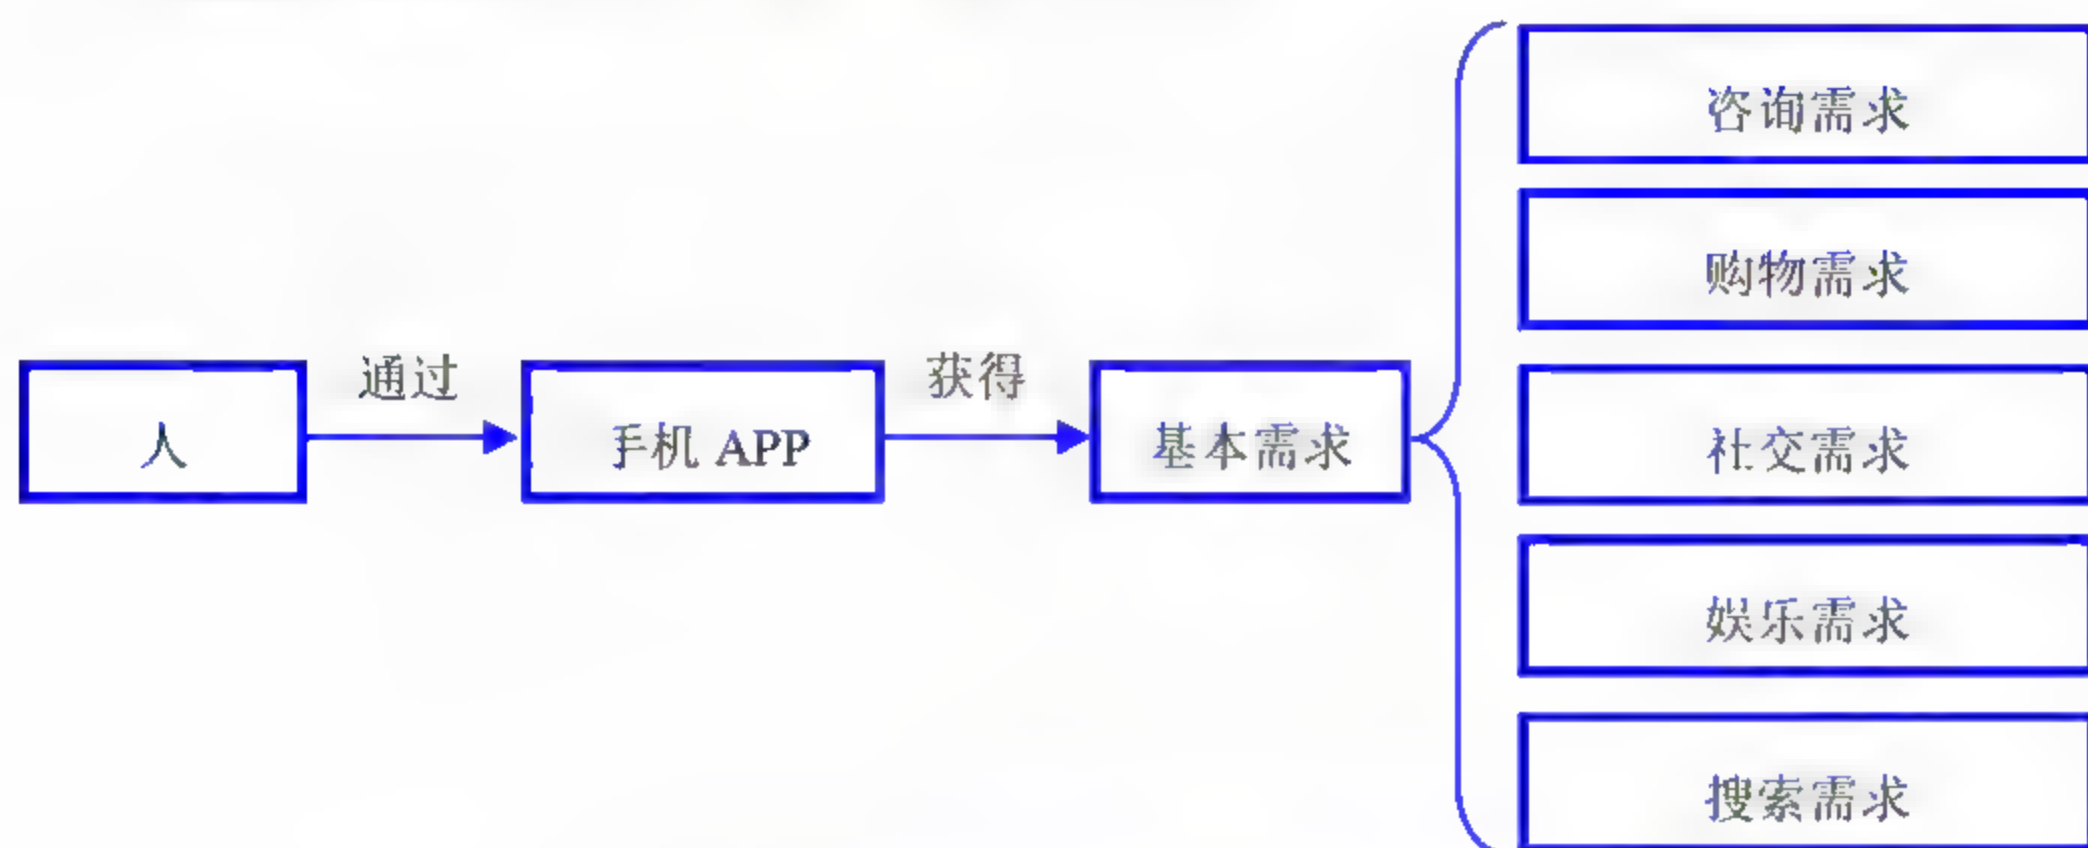 人
通过
手机 APP
获得
基本需求
咨询需求
购物需求
社交需求
娱乐需求
搜索需求